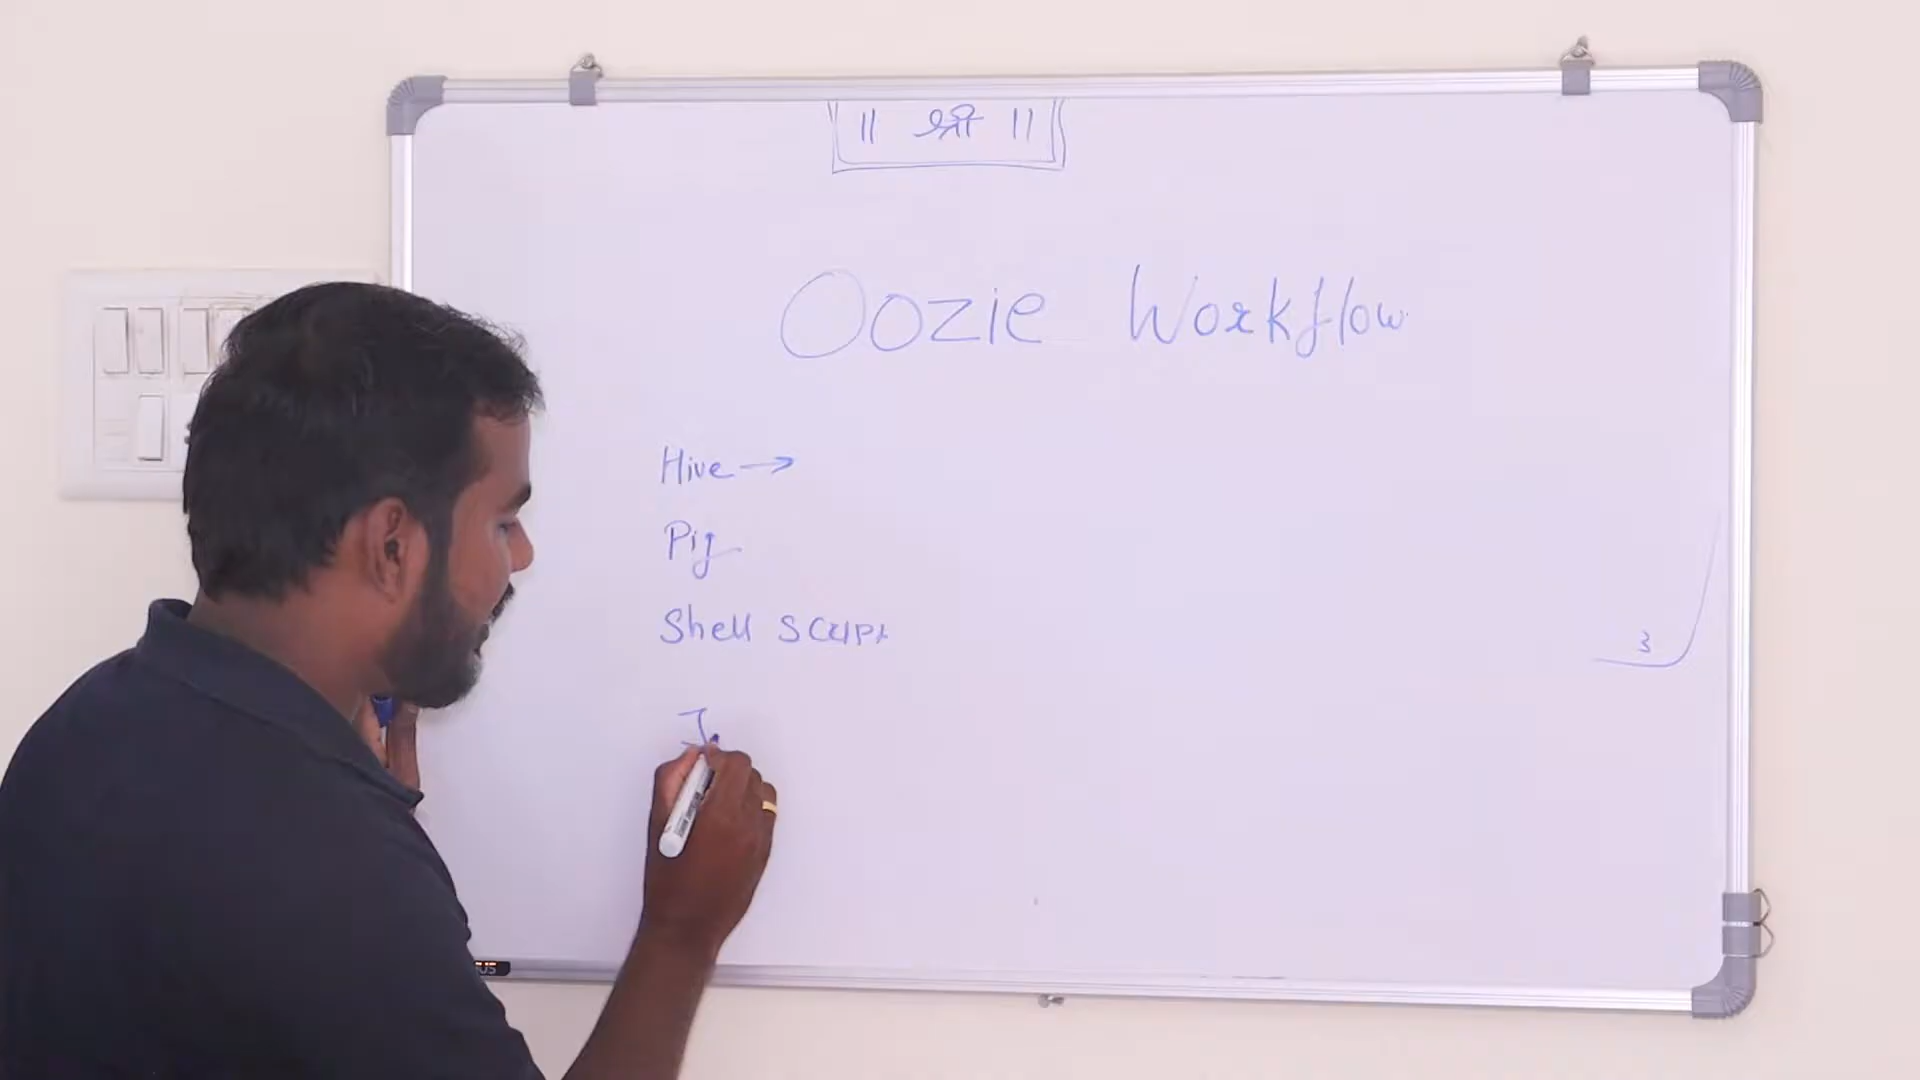 || श्री ||
Oozie Workflow
Hive →
Pig
Shell Script
J
3